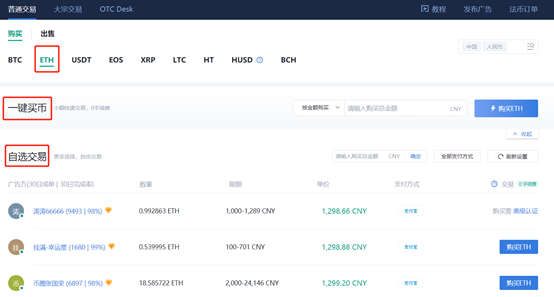 普通交易 大宗交易 OTC Desk 教程 发布广告 法币订单
购买 出售
中国 人民币
BTC ETH USDT EOS XRP LTC HT HUSD BCH
一键买币 小额快速交易，0手续费 按金额购买 请输入购买总金额 CNY 购买ETH
收起
自选交易 更多选择，自由交易 请输入购买总金额 CNY 确定 全部支付方式 刷新设置
广告方(30日成单 | 30日完成率) 数量 限额 单价 支付方式 交易 0手续费
涛 涛涛66666 (9493 | 98%) 0.992863 ETH 1,000-1,289 CNY 1,298.66 CNY 支付宝 购买需 高级认证
挂 挂满-幸运星 (1680 | 99%) 0.539995 ETH 100-701 CNY 1,298.88 CNY 支付宝 购买ETH
币 币圈张国荣 (6897 | 98%) 18.585722 ETH 2,000-24,146 CNY 1,299.20 CNY 支付宝 购买ETH